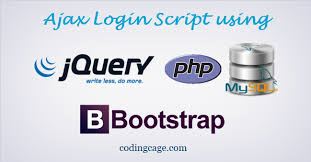 Ajax Login Script using
jQuery
write less, do more.
php
MySQL
B Bootstrap
codingcage.com